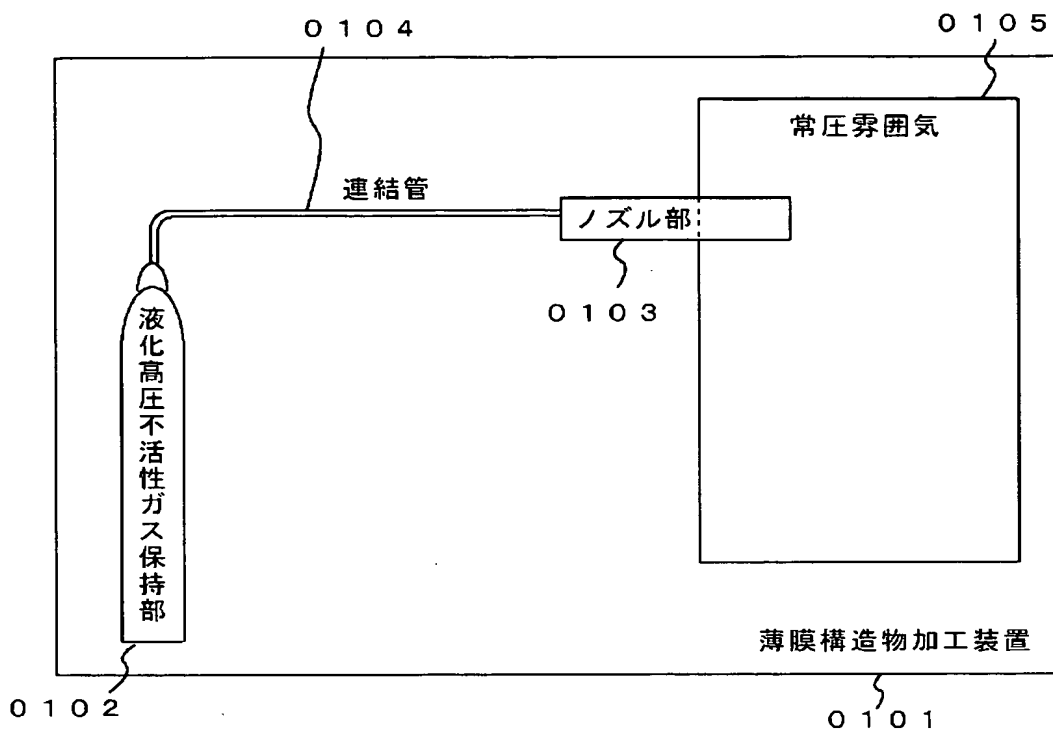 ０１０４
０１０５
常圧雰囲気
連結管
ノズル部
０１０３
液化高圧不活性ガス保持部
薄膜構造物加工装置
０１０２
０１０１